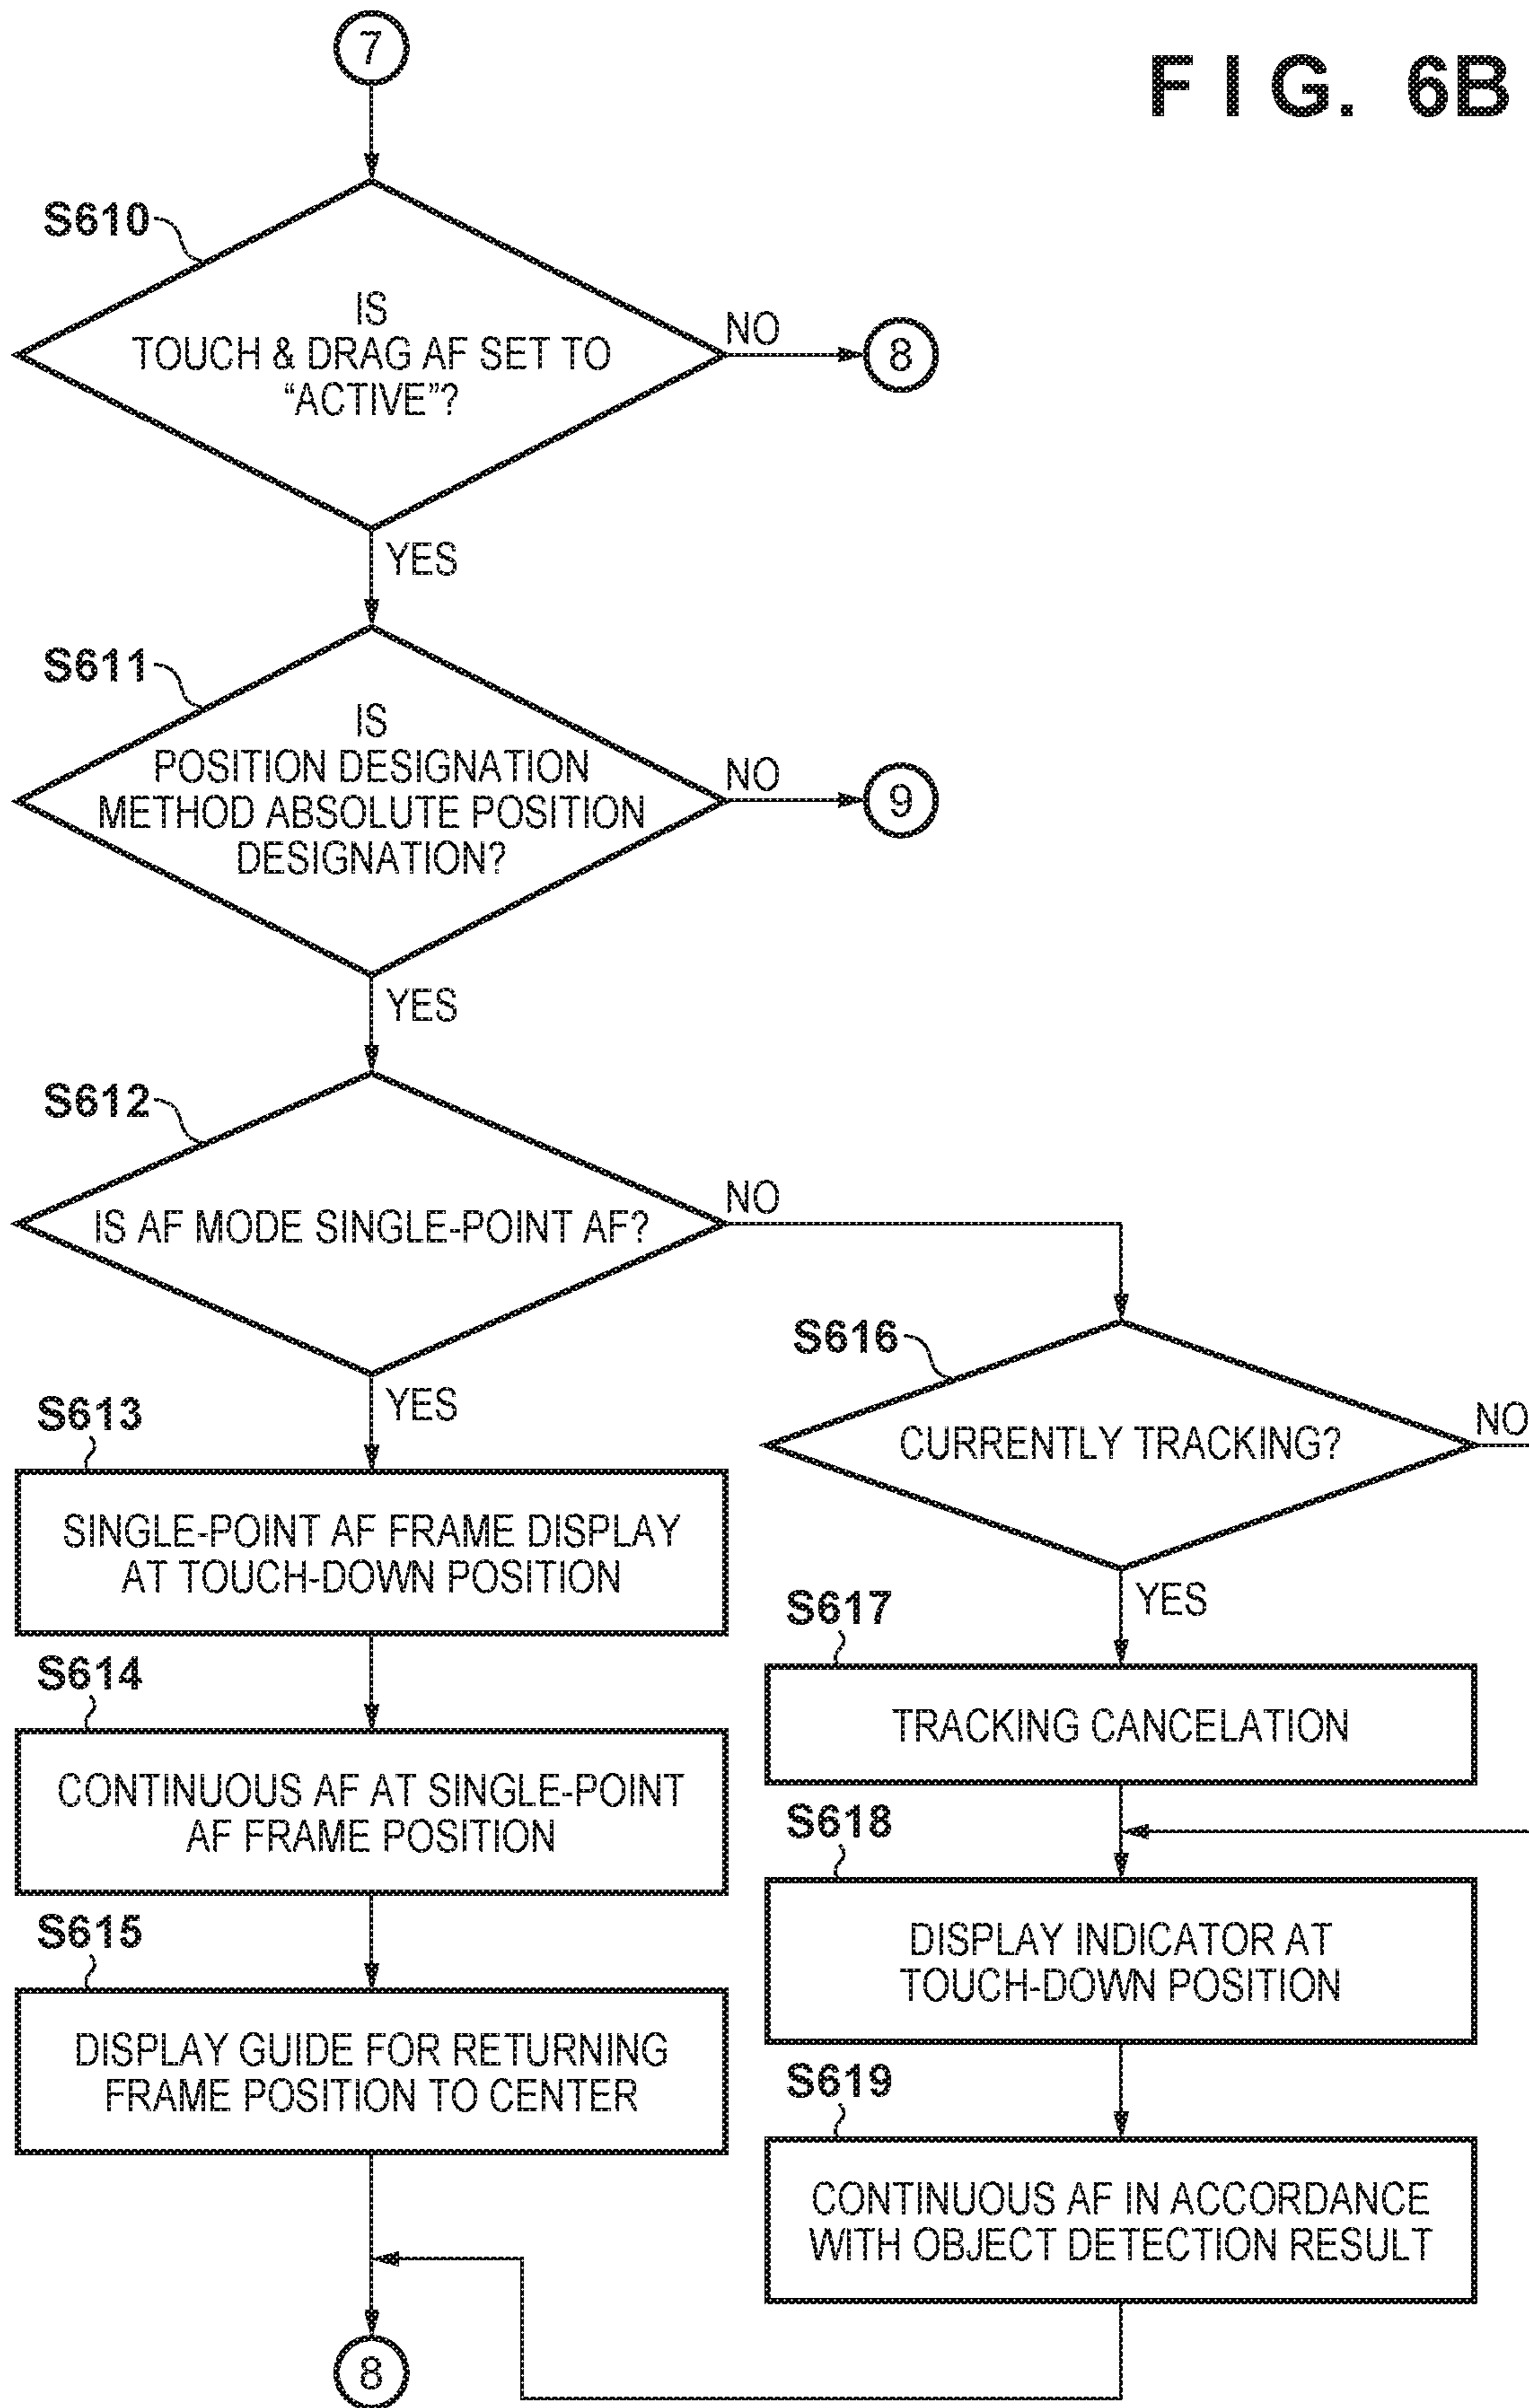 7
FIG. 6B
S610
IS
TOUCH & DRAG AF SET TO
“ACTIVE”?
NO
8
YES
S611
IS
POSITION DESIGNATION
METHOD ABSOLUTE POSITION
DESIGNATION?
NO
9
YES
S612
IS AF MODE SINGLE-POINT AF?
NO
YES
S613
SINGLE-POINT AF FRAME DISPLAY
AT TOUCH-DOWN POSITION
S614
CONTINUOUS AF AT SINGLE-POINT
AF FRAME POSITION
S615
DISPLAY GUIDE FOR RETURNING
FRAME POSITION TO CENTER
S616
CURRENTLY TRACKING?
NO
YES
S617
TRACKING CANCELATION
S618
DISPLAY INDICATOR AT
TOUCH-DOWN POSITION
S619
CONTINUOUS AF IN ACCORDANCE
WITH OBJECT DETECTION RESULT
8